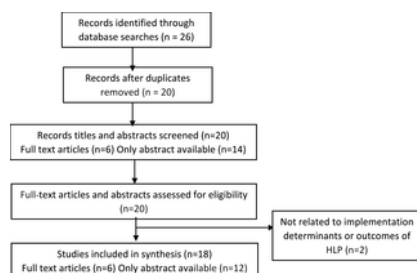 Records identified through
database searches (n = 26)
Records after duplicates
removed (n = 20)
Records titles and abstracts screened (n=20)
Full text articles (n=6) Only abstract available (n=14)
Full-text articles and abstracts assessed for eligibility
(n=20)
Not related to implementation
determinants or outcomes of
HLP (n=2)
Studies included in synthesis (n=18)
Full text articles (n=6) Only abstract available (n=12)